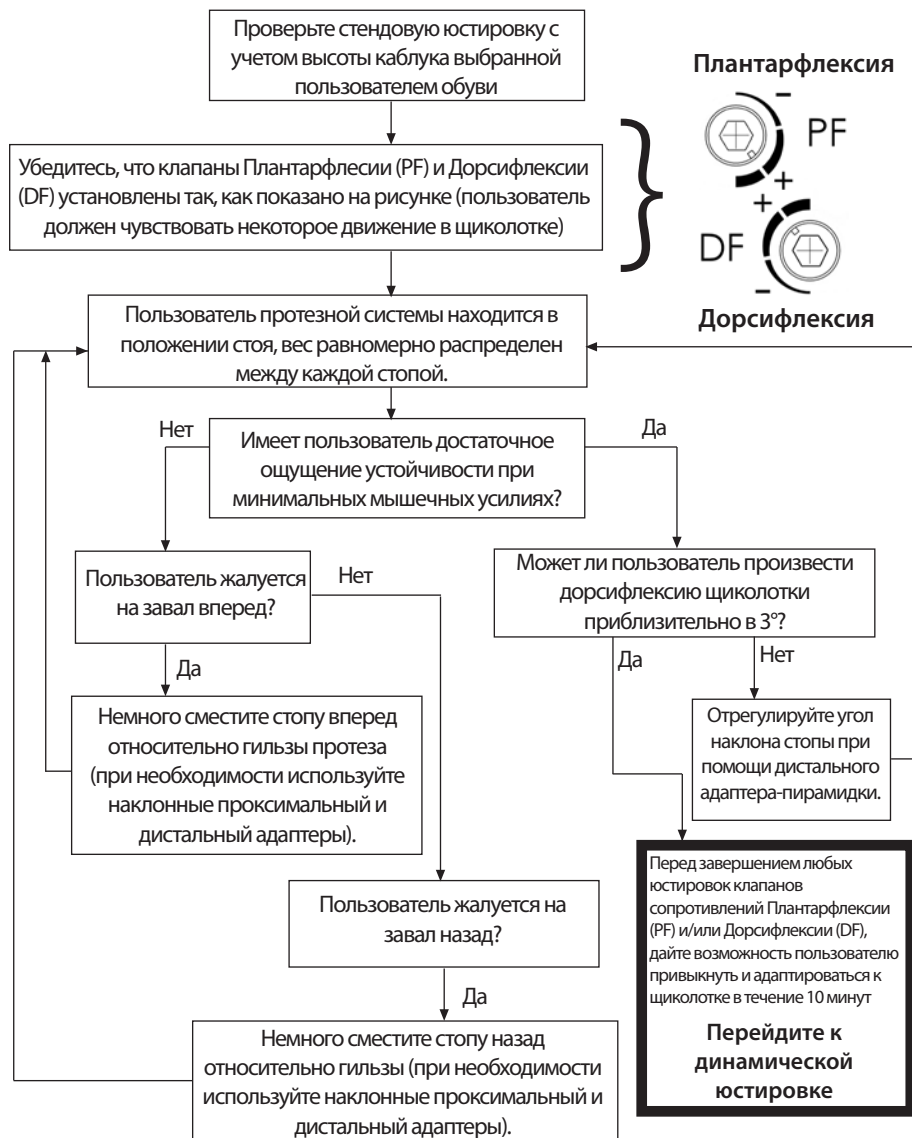 Проверьте стендовую юстировку с
учетом высоты каблука выбранной
пользователем обуви
Плантарфлексия
-
PF
+
+
DF
-
Дорсифлексия
Убедитесь, что клапаны Плантарфлесии (PF) и Дорсифлексии
(DF) установлены так, как показано на рисунке (пользователь
должен чувствовать некоторое движение в щиколотке)
Пользователь протезной системы находится в
положении стоя, вес равномерно распределен
между каждой стопой.
Нет
Да
Имеет пользователь достаточное
ощущение устойчивости при
минимальных мышечных усилиях?
Пользователь жалуется
на завал вперед?
Нет
Да
Может ли пользователь произвести
дорсифлексию щиколотки
приблизительно в 3°?
Да
Нет
Немного сместите стопу вперед
относительно гильзы протеза
(при необходимости используйте
наклонные проксимальный и
дистальный адаптеры).
Отрегулируйте угол
наклона стопы при
помощи дистального
адаптера-пирамидки.
Пользователь жалуется на
завал назад?
Да
Немного сместите стопу назад
относительно гильзы (при необходимости
используйте наклонные проксимальный и
дистальный адаптеры).
Перед завершением любых
юстировок клапанов
сопротивлений Плантарфлексии
(PF) и/или Дорсифлексии (DF),
дайте возможность пользователю
привыкнуть и адаптироваться к
щиколотке в течение 10 минут
Перейдите к
динамической
юстировке